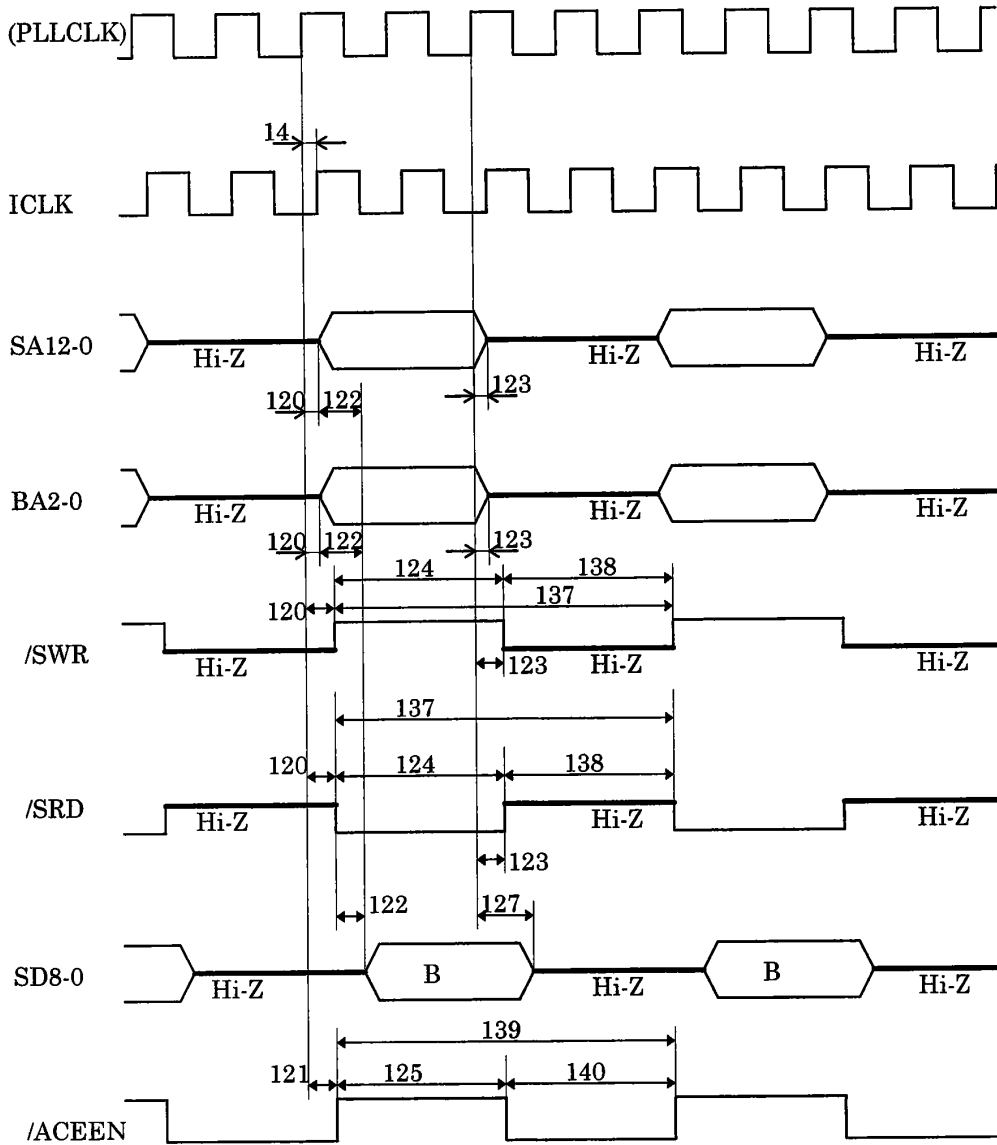 (PLLCLK)
14
ICLK
SA12-0
Hi-Z
Hi-Z
Hi-Z
120
122
123
BA2-0
Hi-Z
Hi-Z
Hi-Z
120
122
123
124
138
137
120
/SWR
Hi-Z
Hi-Z
Hi-Z
123
137
120
124
138
/SRD
Hi-Z
Hi-Z
Hi-Z
123
122
127
SD8-0
Hi-Z
B
Hi-Z
B
Hi-Z
139
121
125
140
/ACEEN